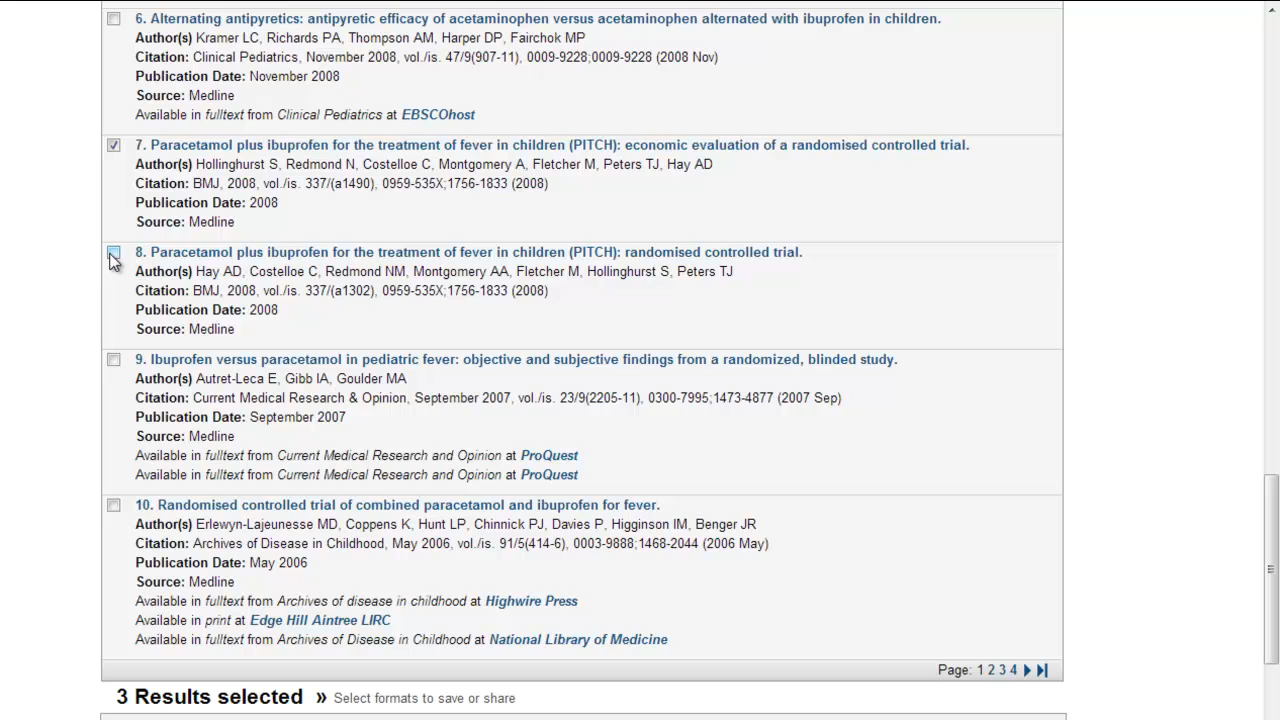 6. Alternating antipyretics: antipyretic efficacy of acetaminophen versus acetaminophen alternated with ibuprofen in children.
Author(s) Kramer LC, Richards PA, Thompson AM, Harper DP, Fairchok MP
Citation: Clinical Pediatrics, November 2008, vol./is. 47/9(907-11), 0009-9228;0009-9228 (2008 Nov)
Publication Date: November 2008
Source: Medline
Available in fulltext from Clinical Pediatrics at EBSCOhost
7. Paracetamol plus ibuprofen for the treatment of fever in children (PITCH): economic evaluation of a randomised controlled trial.
Author(s) Hollinghurst S, Redmond N, Costelloe C, Montgomery A, Fletcher M, Peters TJ, Hay AD
Citation: BMJ, 2008, vol./is. 337/(a1490), 0959-535X;1756-1833 (2008)
Publication Date: 2008
Source: Medline
8. Paracetamol plus ibuprofen for the treatment of fever in children (PITCH): randomised controlled trial.
Author(s) Hay AD, Costelloe C, Redmond NM, Montgomery AA, Fletcher M, Hollinghurst S, Peters TJ
Citation: BMJ, 2008, vol./is. 337/(a1302), 0959-535X;1756-1833 (2008)
Publication Date: 2008
Source: Medline
9. Ibuprofen versus paracetamol in pediatric fever: objective and subjective findings from a randomized, blinded study.
Author(s) Autret-Leca E, Gibb IA, Goulder MA
Citation: Current Medical Research & Opinion, September 2007, vol./is. 23/9(2205-11), 0300-7995;1473-4877 (2007 Sep)
Publication Date: September 2007
Source: Medline
Available in fulltext from Current Medical Research and Opinion at ProQuest
Available in fulltext from Current Medical Research and Opinion at ProQuest
10. Randomised controlled trial of combined paracetamol and ibuprofen for fever.
Author(s) Erlewyn-Lajeunesse MD, Coppens K, Hunt LP, Chinnick PJ, Davies P, Higginson IM, Benger JR
Citation: Archives of Disease in Childhood, May 2006, vol./is. 91/5(414-6), 0003-9888;1468-2044 (2006 May)
Publication Date: May 2006
Source: Medline
Available in fulltext from Archives of disease in childhood at Highwire Press
Available in print at Edge Hill Aintree LIRC
Available in fulltext from Archives of Disease in Childhood at National Library of Medicine
Page: 1 2 3 4
3 Results selected » Select formats to save or share